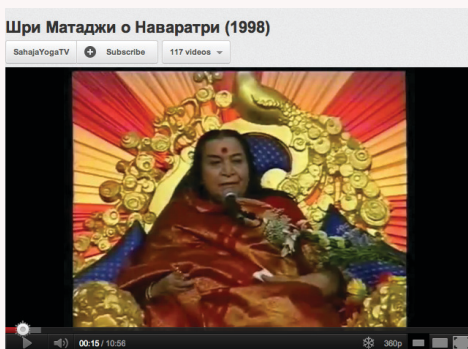 Шри Матаджи о Наваратри (1998)
SahajaYogaTV Subscribe 117 videos
00:15 / 10:56 360p